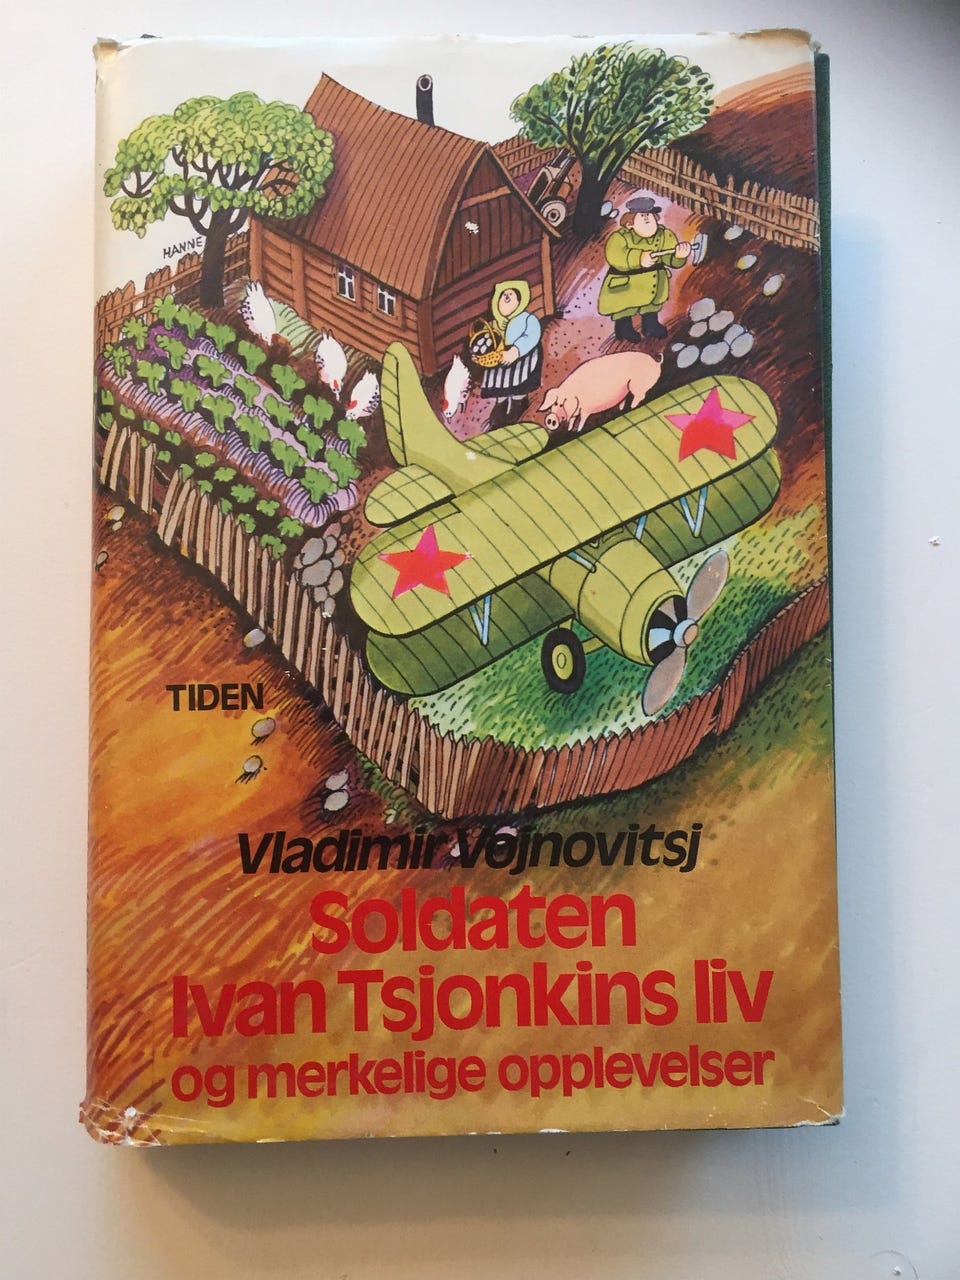 HANNE
TIDEN
Vladimir Vojnovitsj
Soldaten
Ivan Tsjonkins liv
og merkelige opplevelser